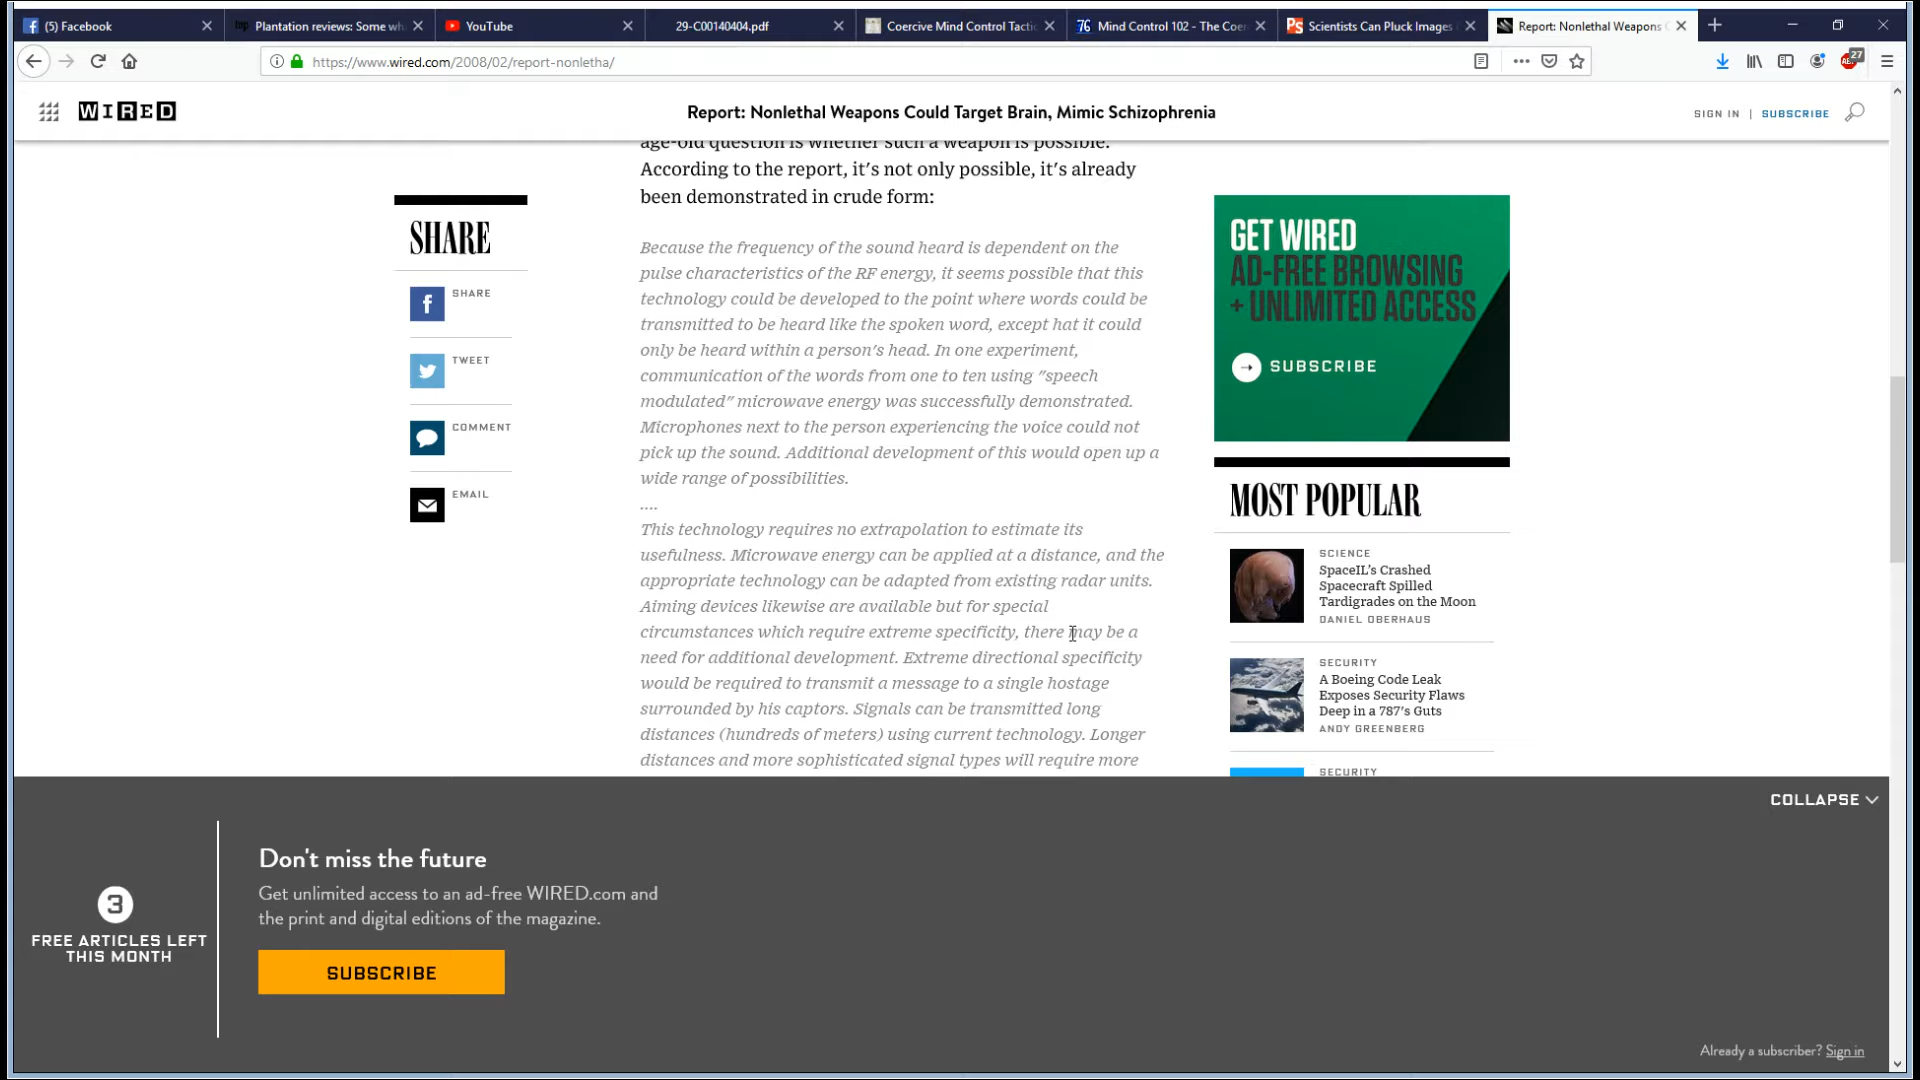 (5) Facebook
Plantation reviews: Some wh
YouTube
29-C00140404.pdf
Coercive Mind Control Tactic
76 Mind Control 102 - The Coer
PS Scientists Can Pluck Images
Report: Nonlethal Weapons C
https://www.wired.com/2008/02/report-nonletha/
27
WIRED
Report: Nonlethal Weapons Could Target Brain, Mimic Schizophrenia
SIGN IN | SUBSCRIBE
age-old question is whether such a weapon is possible.
According to the report, it's not only possible, it's already
been demonstrated in crude form:
SHARE
SHARE
TWEET
COMMENT
EMAIL
Because the frequency of the sound heard is dependent on the
pulse characteristics of the RF energy, it seems possible that this
technology could be developed to the point where words could be
transmitted to be heard like the spoken word, except hat it could
only be heard within a person's head. In one experiment,
communication of the words from one to ten using "speech
modulated" microwave energy was successfully demonstrated.
Microphones next to the person experiencing the voice could not
pick up the sound. Additional development of this would open up a
wide range of possibilities.
....
This technology requires no extrapolation to estimate its
usefulness. Microwave energy can be applied at a distance, and the
appropriate technology can be adapted from existing radar units.
Aiming devices likewise are available but for special
circumstances which require extreme specificity, there may be a
need for additional development. Extreme directional specificity
would be required to transmit a message to a single hostage
surrounded by his captors. Signals can be transmitted long
distances (hundreds of meters) using current technology. Longer
distances and more sophisticated signal types will require more
GET WIRED
AD-FREE BROWSING
+ UNLIMITED ACCESS
SUBSCRIBE
MOST POPULAR
SCIENCE
SpaceIL's Crashed
Spacecraft Spilled
Tardigrades on the Moon
DANIEL OBERHAUS
SECURITY
A Boeing Code Leak
Exposes Security Flaws
Deep in a 787's Guts
ANDY GREENBERG
SECURITY
COLLAPSE
3
FREE ARTICLES LEFT
THIS MONTH
Don't miss the future
Get unlimited access to an ad-free WIRED.com and
the print and digital editions of the magazine.
SUBSCRIBE
Already a subscriber? Sign in